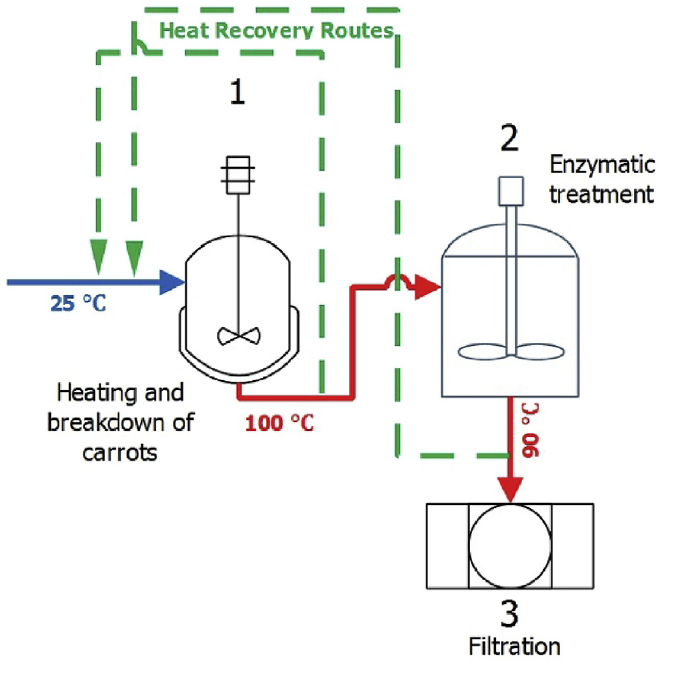 Heat Recovery Routes
1
2
Enzymatic
treatment
25 °C
Heating and
breakdown of
carrots
100 °C
90 °C
3
Filtration